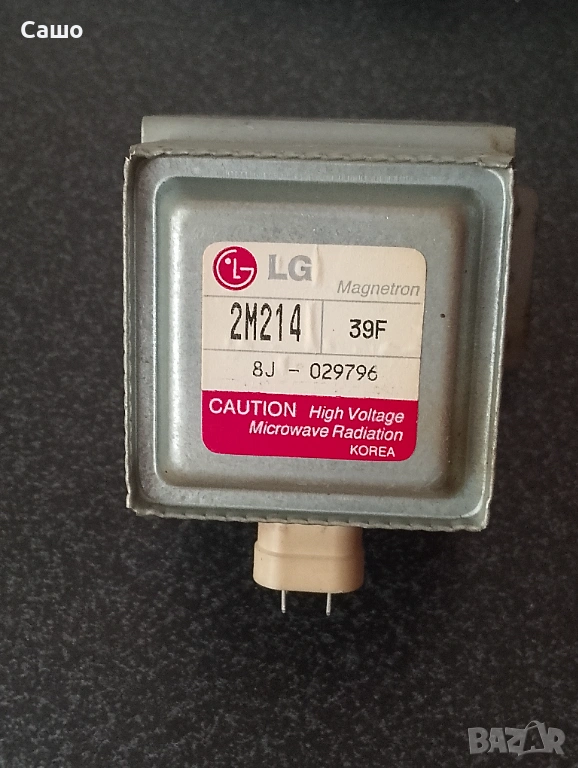 Сашо
LG
Magnetron
2M214 39F
8J - 029796
CAUTION High Voltage
Microwave Radiation
KOREA
BAZAR